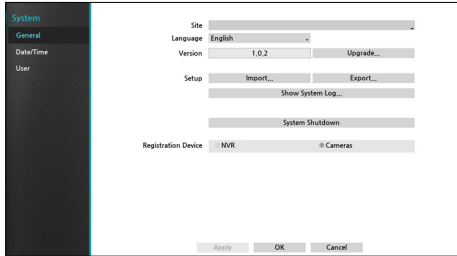 System
General
Date/Time
User
Site
Language English
Version 1.0.2 Upgrade...
Setup Import... Export...
Show System Log...
System Shutdown
Registration Device NVR Cameras
Apply OK Cancel